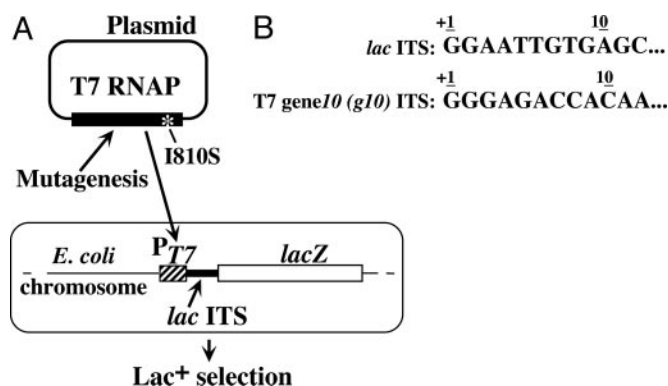 A
Plasmid
T7 RNAP
*
I810S
Mutagenesis
E. coli
chromosome
PT7
lacZ
lac ITS
Lac+ selection
B
+1 10
lac ITS: GGAATTGTGAGC...
+1 10
T7 gene10 (g10) ITS: GGGAGACCACAA...